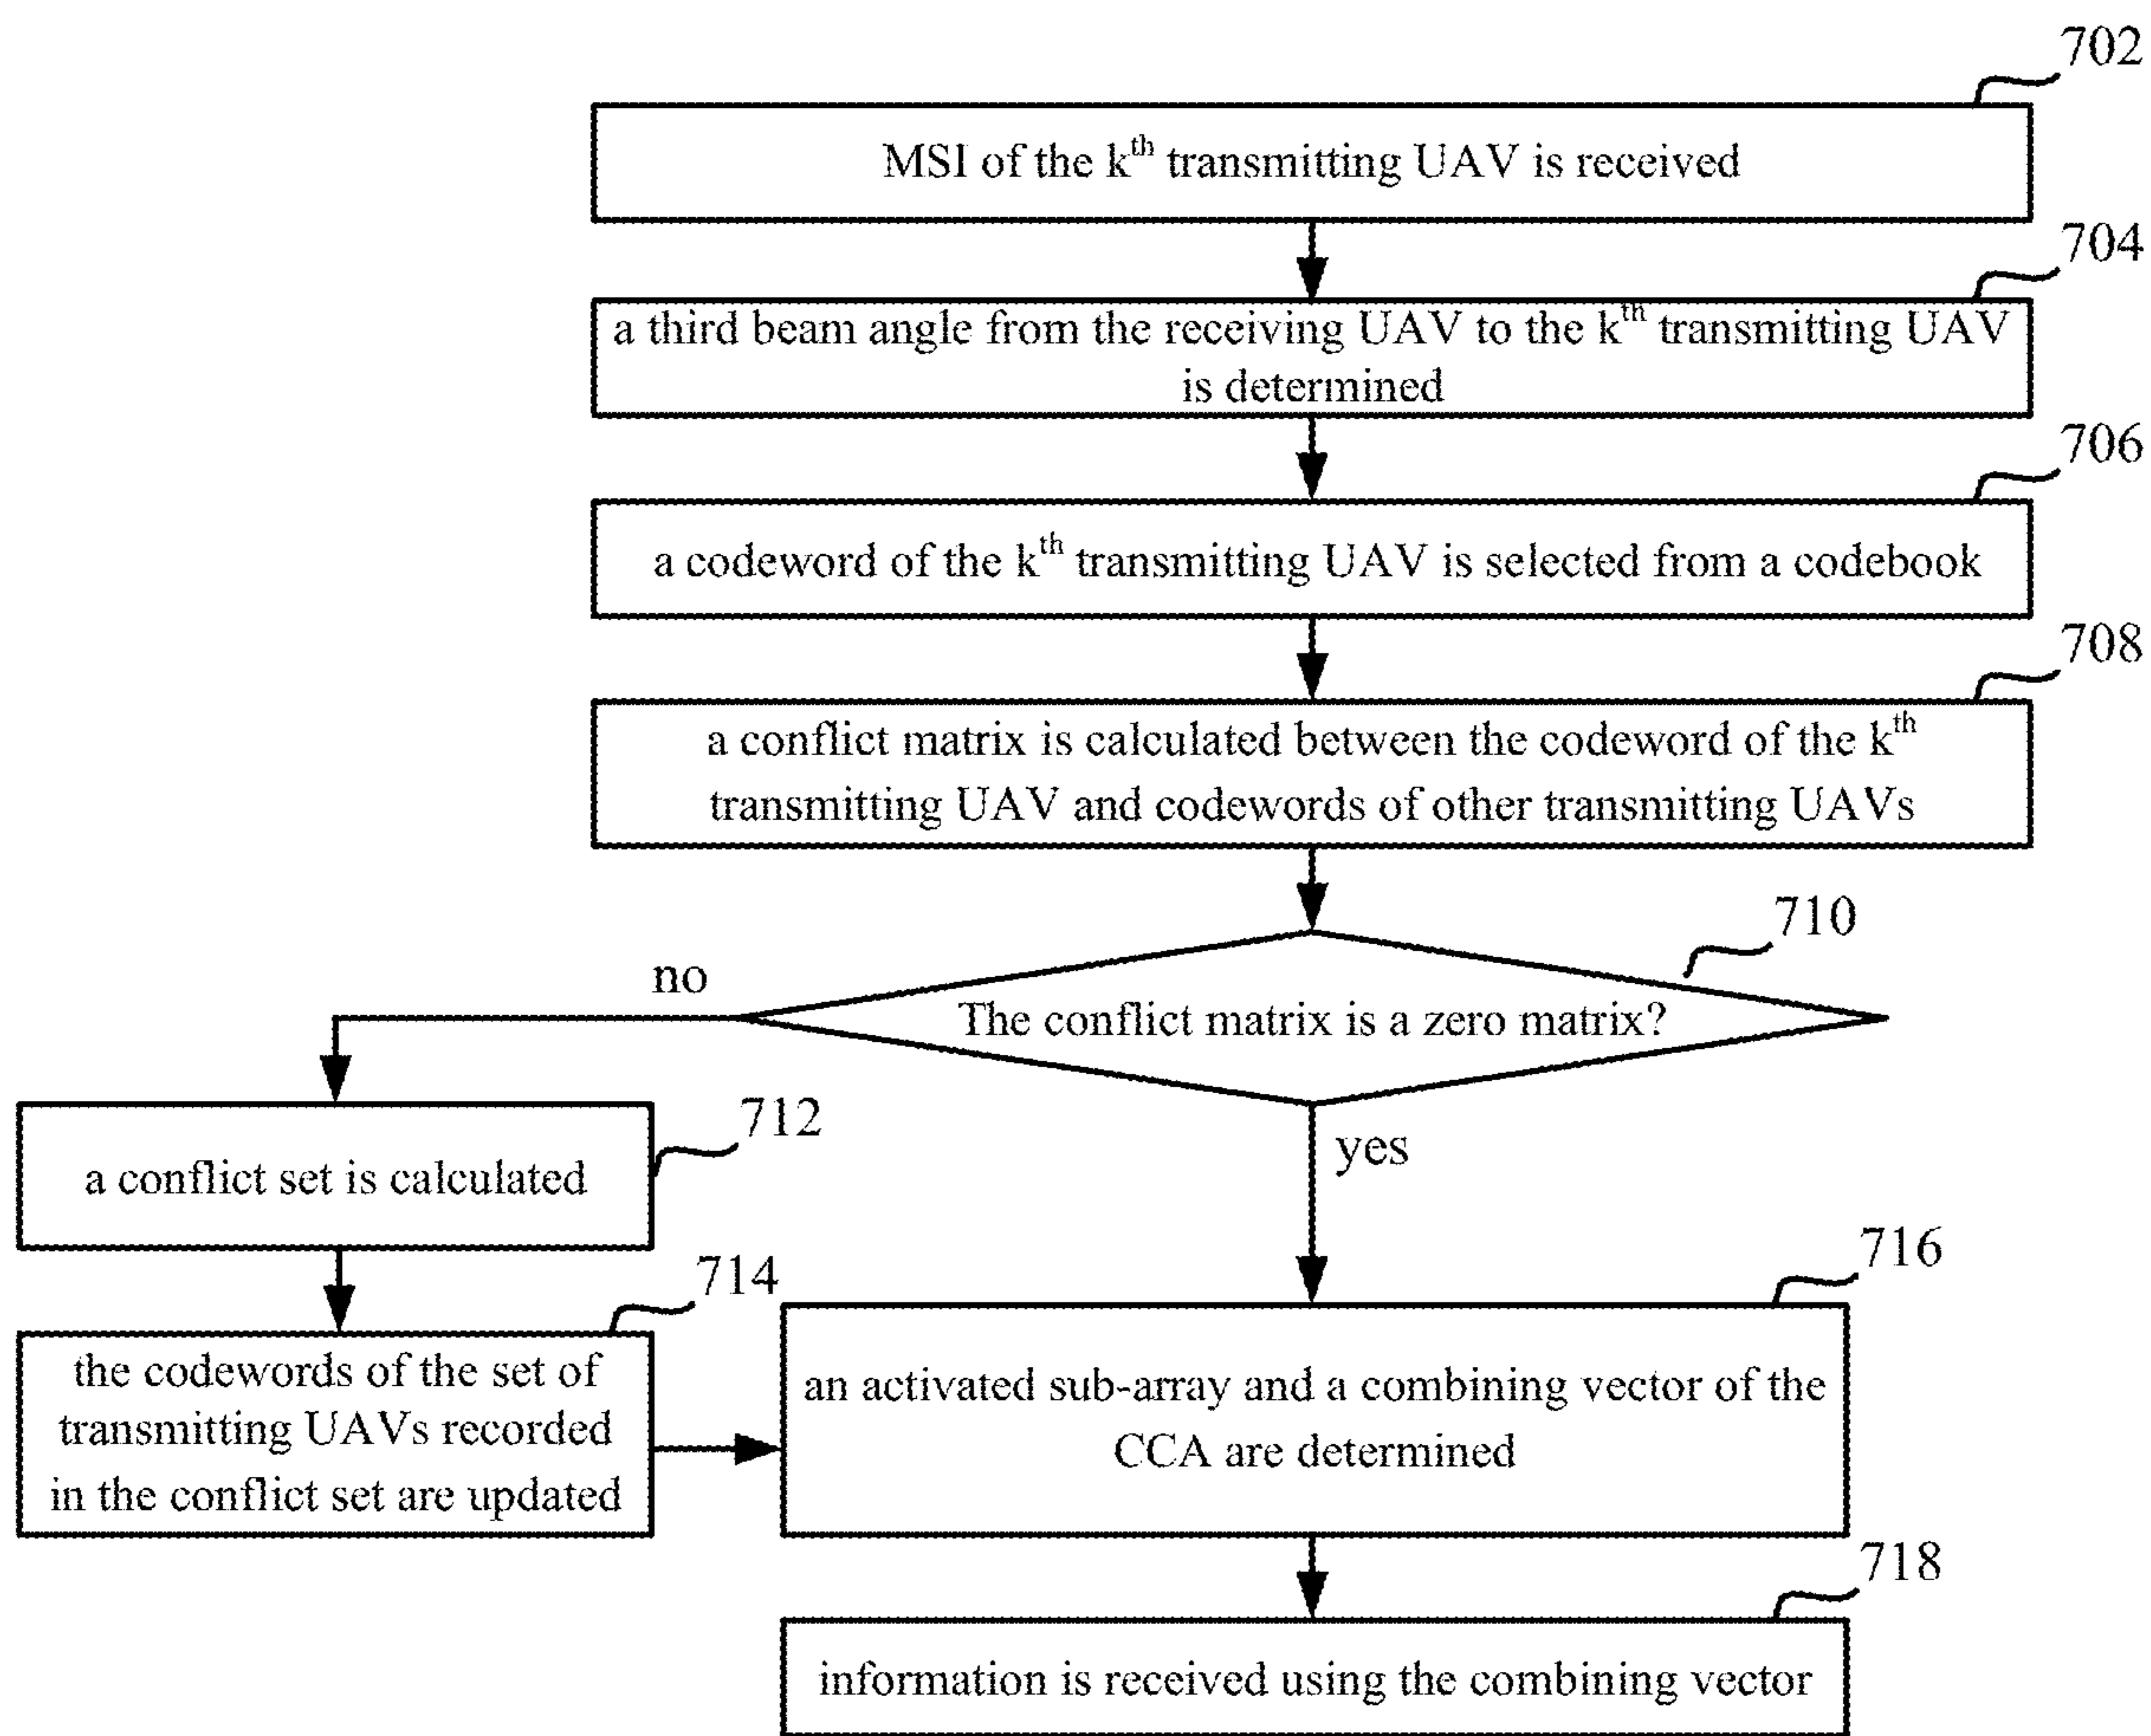 702
MSI of the kth transmitting UAV is received
704
a third beam angle from the receiving UAV to the kth transmitting UAV
is determined
706
a codeword of the kth transmitting UAV is selected from a codebook
708
a conflict matrix is calculated between the codeword of the kth
transmitting UAV and codewords of other transmitting UAVs
710
The conflict matrix is a zero matrix?
no
712
a conflict set is calculated
yes
714
the codewords of the set of
transmitting UAVs recorded
in the conflict set are updated
716
an activated sub-array and a combining vector of the
CCA are determined
718
information is received using the combining vector